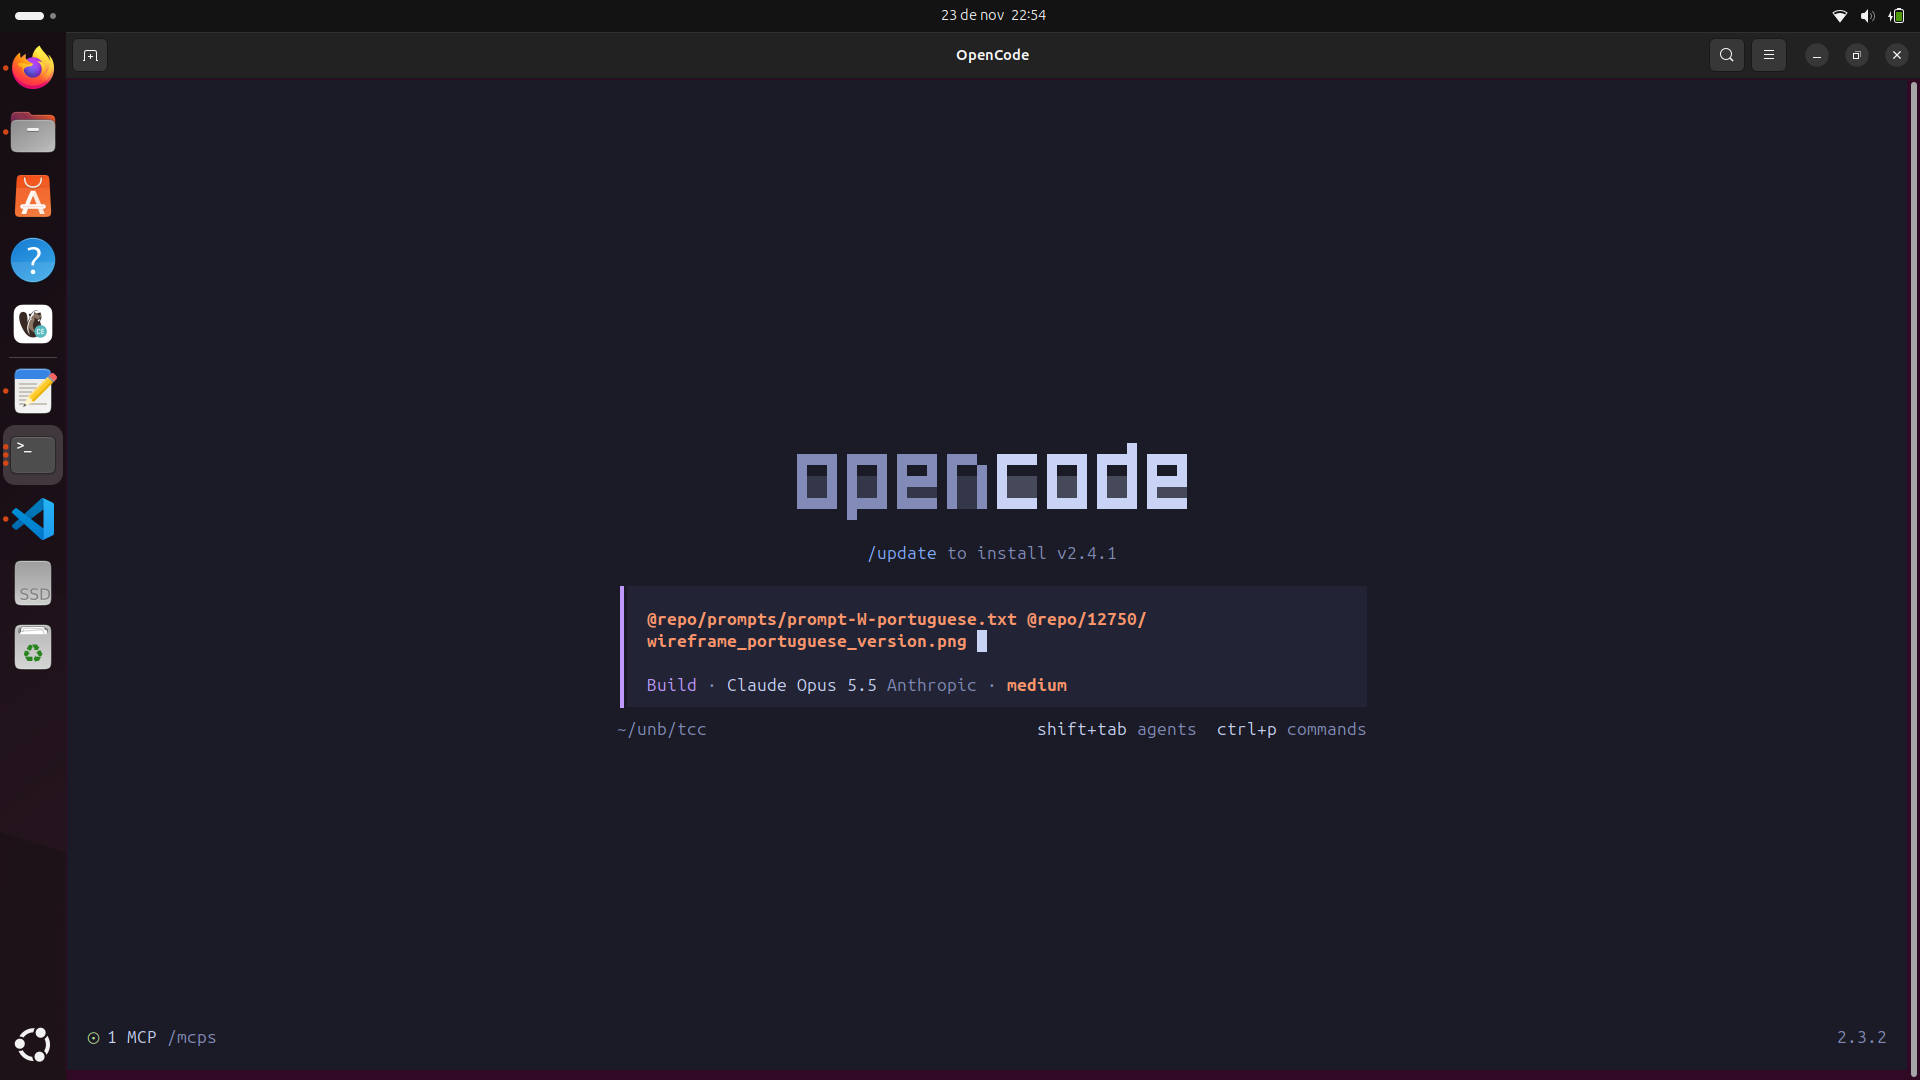 23 de nov 22:54
OpenCode
opencode
/update to install v2.4.1
@repo/prompts/prompt-W-portuguese.txt @repo/12750/
wireframe_portuguese_version.png
Build · Claude Opus 5.5 Anthropic · medium
~/unb/tcc shift+tab agents ctrl+p commands
SSD
1 MCP /mcps
2.3.2